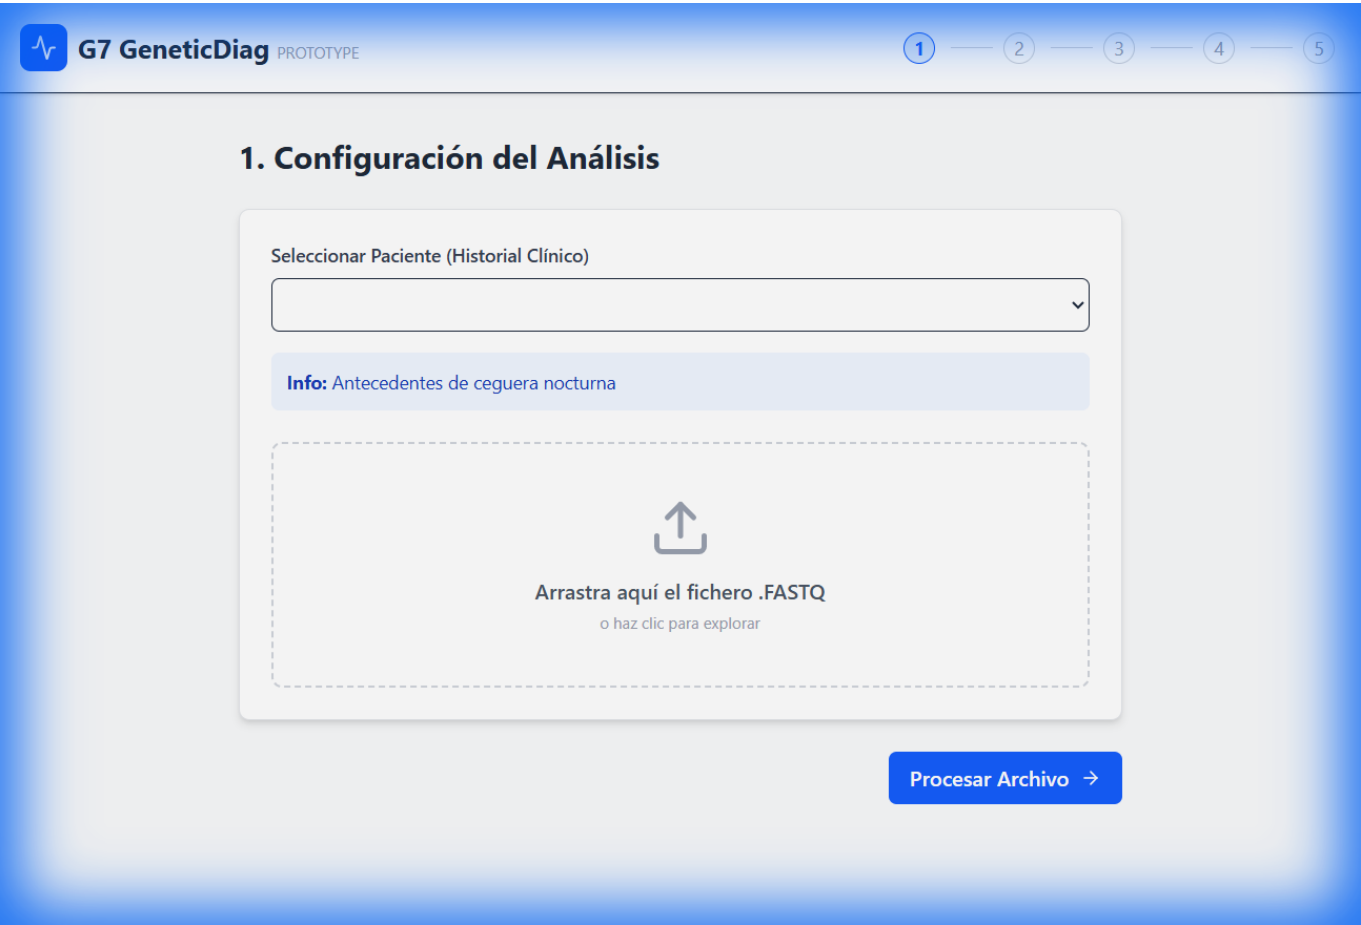 G7 GeneticDiag PROTOTYPE
1 2 3 4 5
1. Configuración del Análisis
Seleccionar Paciente (Historial Clínico)
Info: Antecedentes de ceguera nocturna
Arrastra aquí el fichero .FASTQ
o haz clic para explorar
Procesar Archivo →